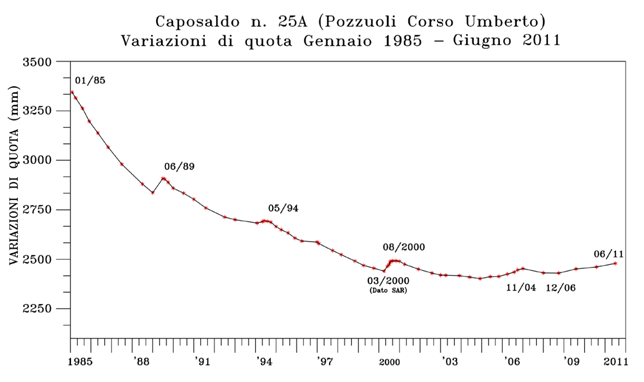 Caposaldo n. 25A (Pozzuoli Corso Umberto)
Variazioni di quota Gennaio 1985 – Giugno 2011
VARIAZIONI DI QUOTA (mm)
3500
3250
3000
2750
2500
2250
01/85
06/89
05/94
08/2000
03/2000
(Dato SAR)
11/04
12/06
06/11
1985 '88 '91 '94 '97 2000 '03 '06 '09 2011